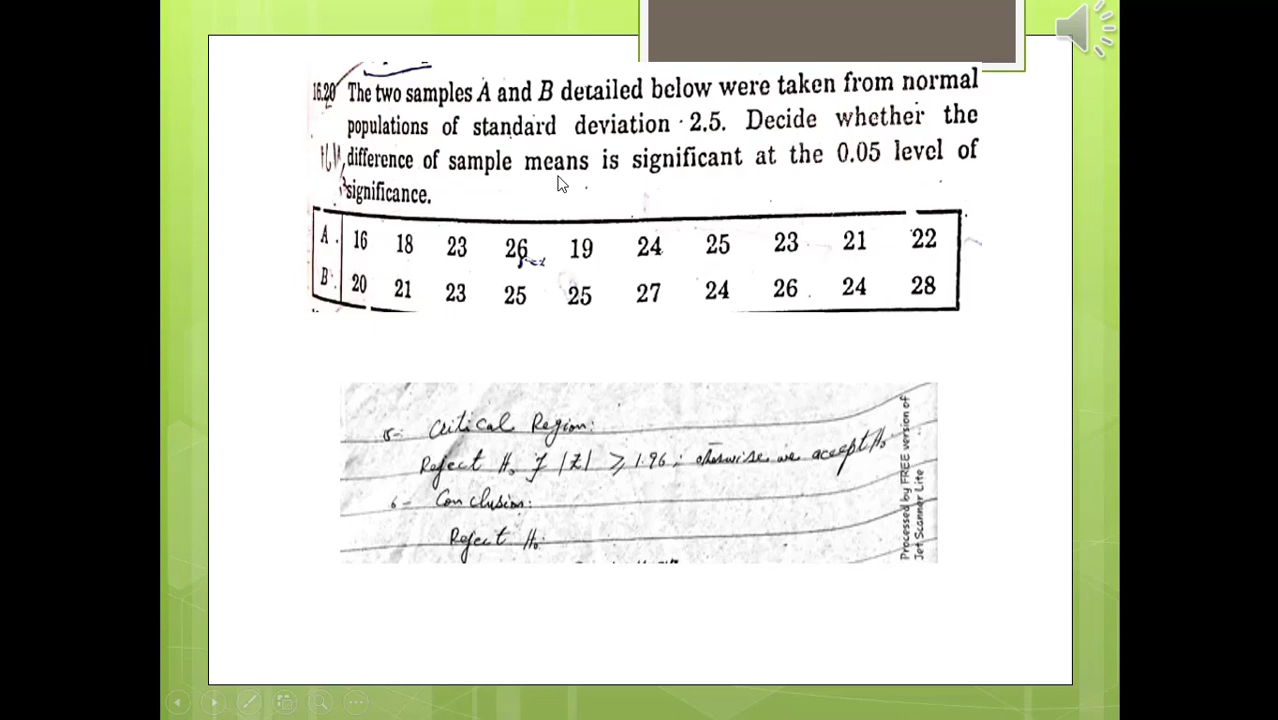 16.20 The two samples A and B detailed below were taken from normal
populations of standard deviation 2.5. Decide whether the
difference of sample means is significant at the 0.05 level of
significance.
A 16 18 23 26 19 24 25 23 21 22
B 20 21 23 25 25 27 24 26 24 28
5- Critical Region:
Reject H₀ if |Z| ⩾ 1.96; otherwise we accept H₀
6- Conclusion:
Reject H₀.
Processed by FREE version of
Jet Scanner Lite